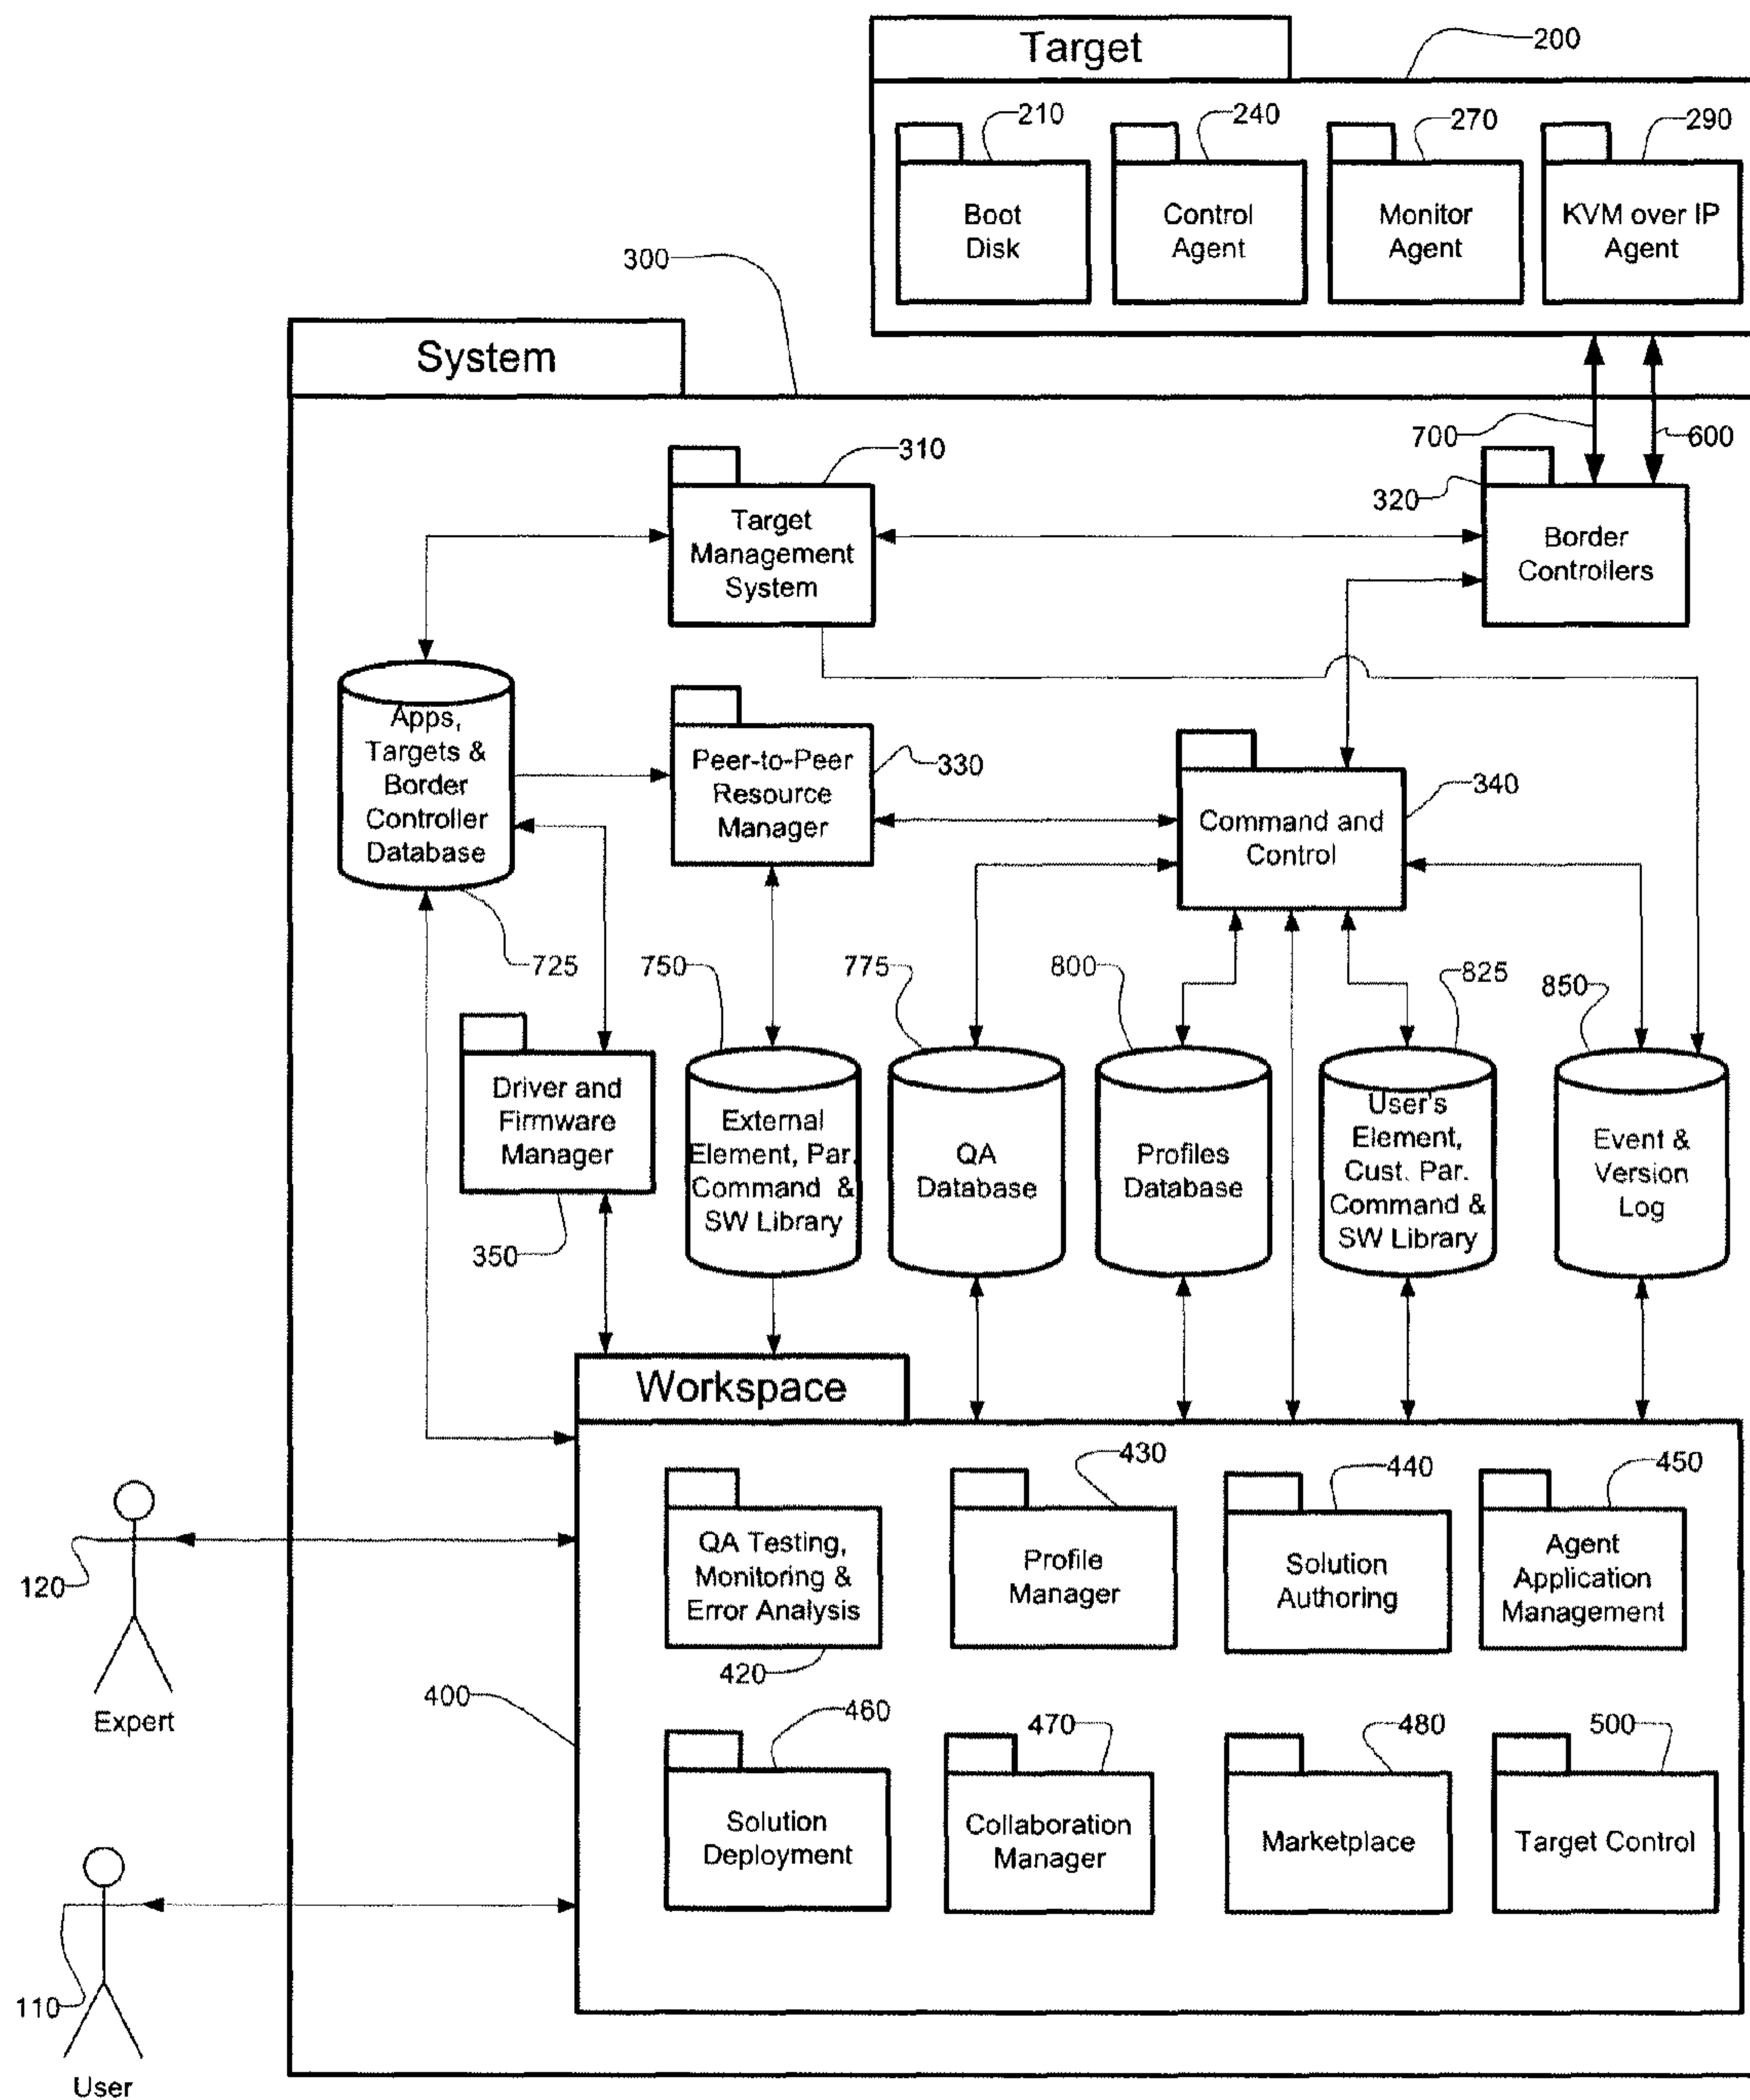 Target
200
210
240
270
290
Boot
Disk
Control
Agent
Monitor
Agent
KVM over IP
Agent
300
System
700
600
310
320
Target
Management
System
Border
Controllers
Apps,
Targets &
Border
Controller
Database
Peer-to-Peer
Resource
Manager
330
340
Command and
Control
725
750
775
800
825
850
Driver and
Firmware
Manager
350
External
Element, Par.
Command &
SW Library
QA
Database
Profiles
Database
User's
Element,
Cust. Par.
Command &
SW Library
Event &
Version
Log
Workspace
430
440
450
QA Testing,
Monitoring &
Error Analysis
420
Profile
Manager
Solution
Authoring
Agent
Application
Management
120
Expert
400
460
470
480
500
Solution
Deployment
Collaboration
Manager
Marketplace
Target Control
110
User